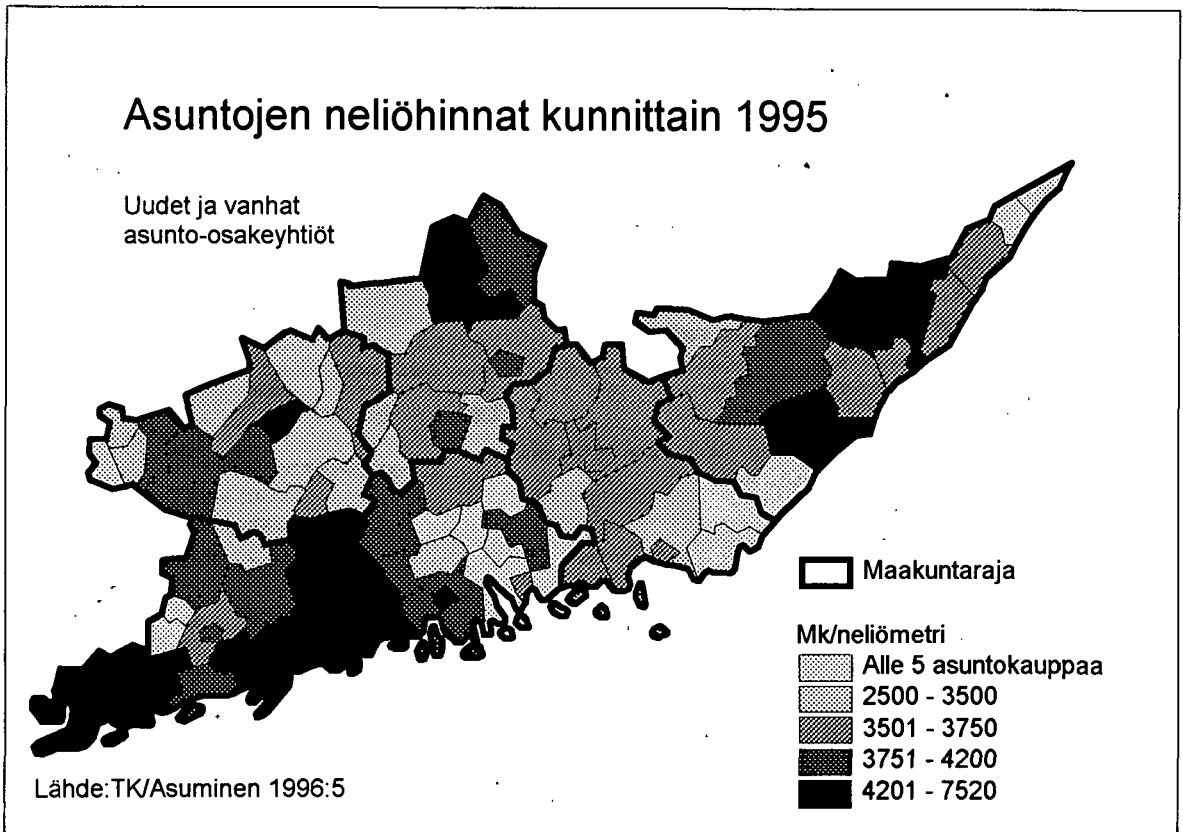 Asuntojen neliöhinnat kunnittain 1995
Uudet ja vanhat
asunto-osakeyhtiöt
Maakuntaraja
Mk/neliömetri
Alle 5 asuntokauppaa
2500 - 3500
3501 - 3750
3751 - 4200
4201 - 7520
Lähde:TK/Asuminen 1996:5